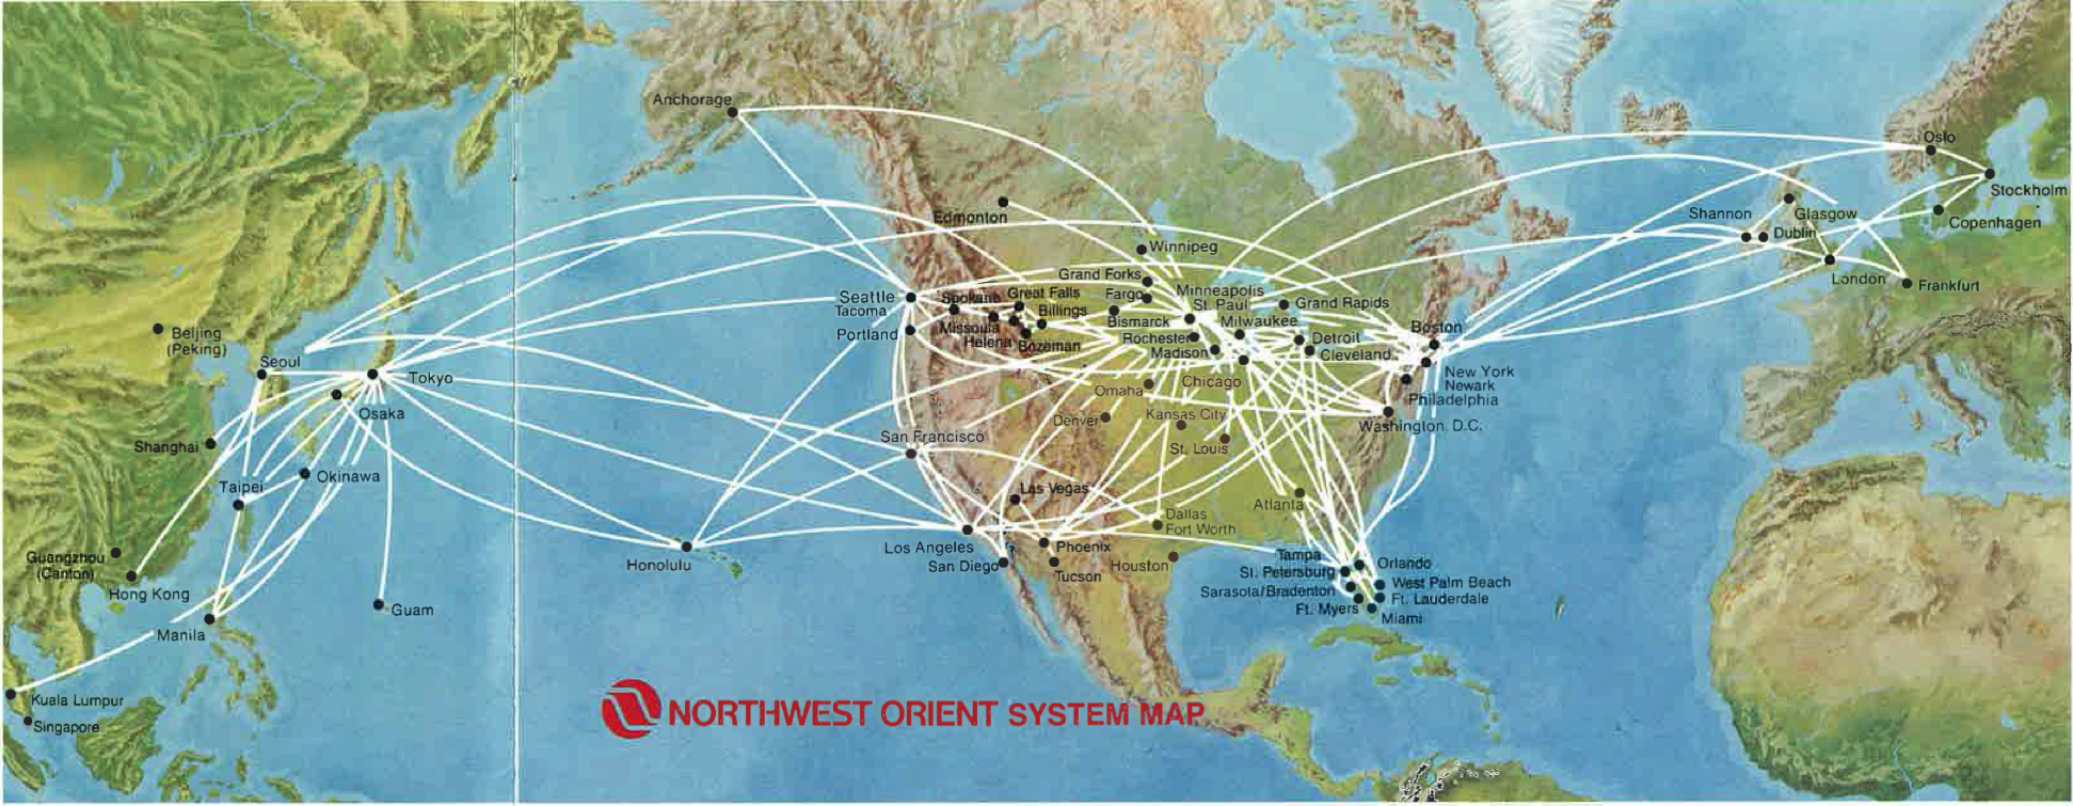 Anchorage
Oslo
Stockholm
Edmonton
Shannon
Glasgow
Copenhagen
Winnipeg
Dublin
Grand Forks
London
Frankfurt
Seattle
Tacoma
Spokane
Great Falls
Fargo
Minneapolis
St. Paul
Grand Rapids
Billings
Bismarck
Milwaukee
Portland
Missoula
Helena
Bozeman
Rochester
Madison
Detroit
Cleveland
Boston
Beijing
(Peking)
Seoul
Tokyo
Osaka
Omaha
Chicago
New York
Newark
Philadelphia
Denver
Kansas City
Washington D.C.
San Francisco
St. Louis
Shanghai
Okinawa
Taipei
Las Vegas
Atlanta
Dallas
Fort Worth
Los Angeles
San Diego
Phoenix
Tucson
Houston
Honolulu
Guangzhou
(Canton)
Hong Kong
Guam
Manila
Tampa
St. Petersburg
Sarasota/Bradenton
Ft. Myers
Orlando
West Palm Beach
Ft. Lauderdale
Miami
Kuala Lumpur
Singapore
NORTHWEST ORIENT SYSTEM MAP